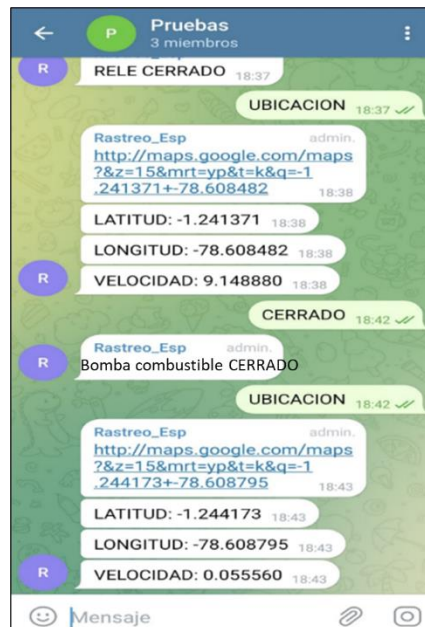 Pruebas
P
3 miembros
R
RELE CERRADO 18:37
UBICACION 18:37
Rastreo_Esp admin.
http://maps.google.com/maps
?&z=15&mrt=yp&t=k&q=-1
.241371+-78.608482 18:38
LATITUD: -1.241371 18:38
LONGITUD: -78.608482 18:38
R
VELOCIDAD: 9.148880 18:38
CERRADO 18:42
Rastreo_Esp admin.
R
Bomba combustible CERRADO
UBICACION 18:42
Rastreo_Esp admin.
http://maps.google.com/maps
?&z=15&mrt=yp&t=k&q=-1
.244173+-78.608795 18:43
LATITUD: -1.244173 18:43
LONGITUD: -78.608795 18:43
R
VELOCIDAD: 0.055560 18:43
Mensaje